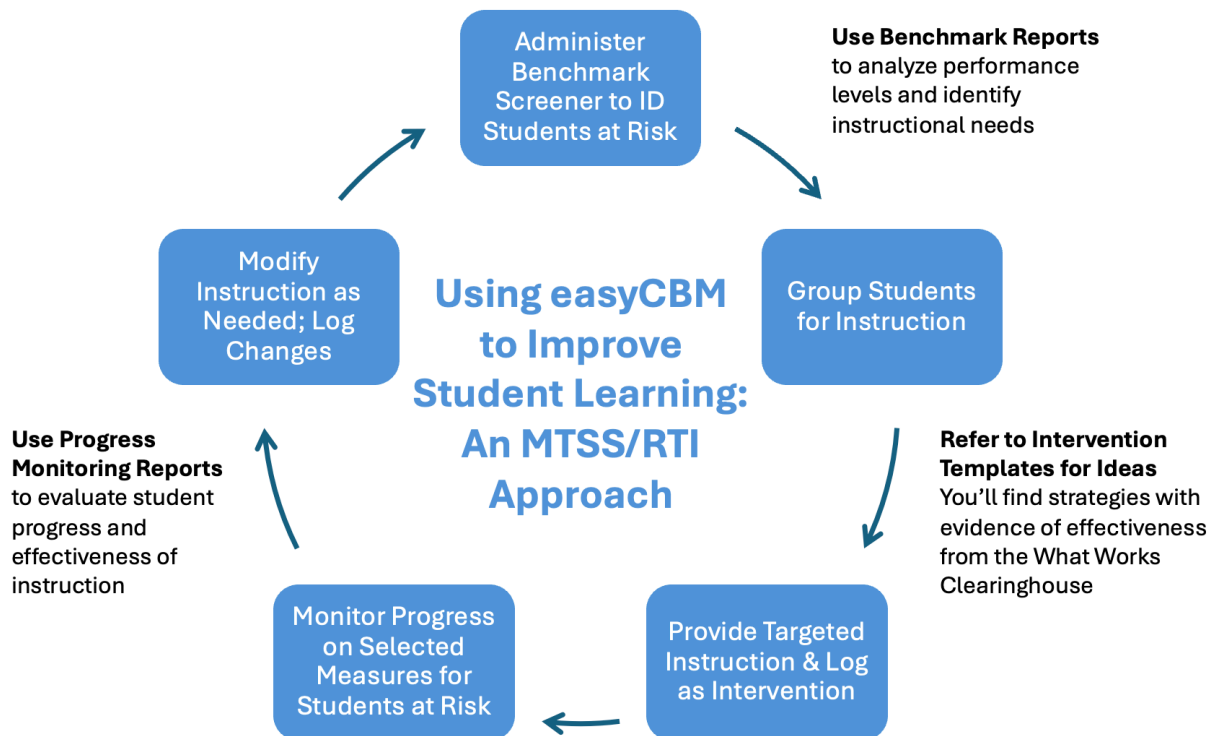 Administer
Benchmark
Screener to ID
Students at Risk
Use Benchmark Reports
to analyze performance
levels and identify
instructional needs
Group Students
for Instruction
Refer to Intervention
Templates for Ideas
You’ll find strategies with
evidence of effectiveness
from the What Works
Clearinghouse
Provide Targeted
Instruction & Log
as Intervention
Monitor Progress
on Selected
Measures for
Students at Risk
Use Progress
Monitoring Reports
to evaluate student
progress and
effectiveness of
instruction
Modify
Instruction as
Needed; Log
Changes
Using easyCBM
to Improve
Student Learning:
An MTSS/RTI
Approach